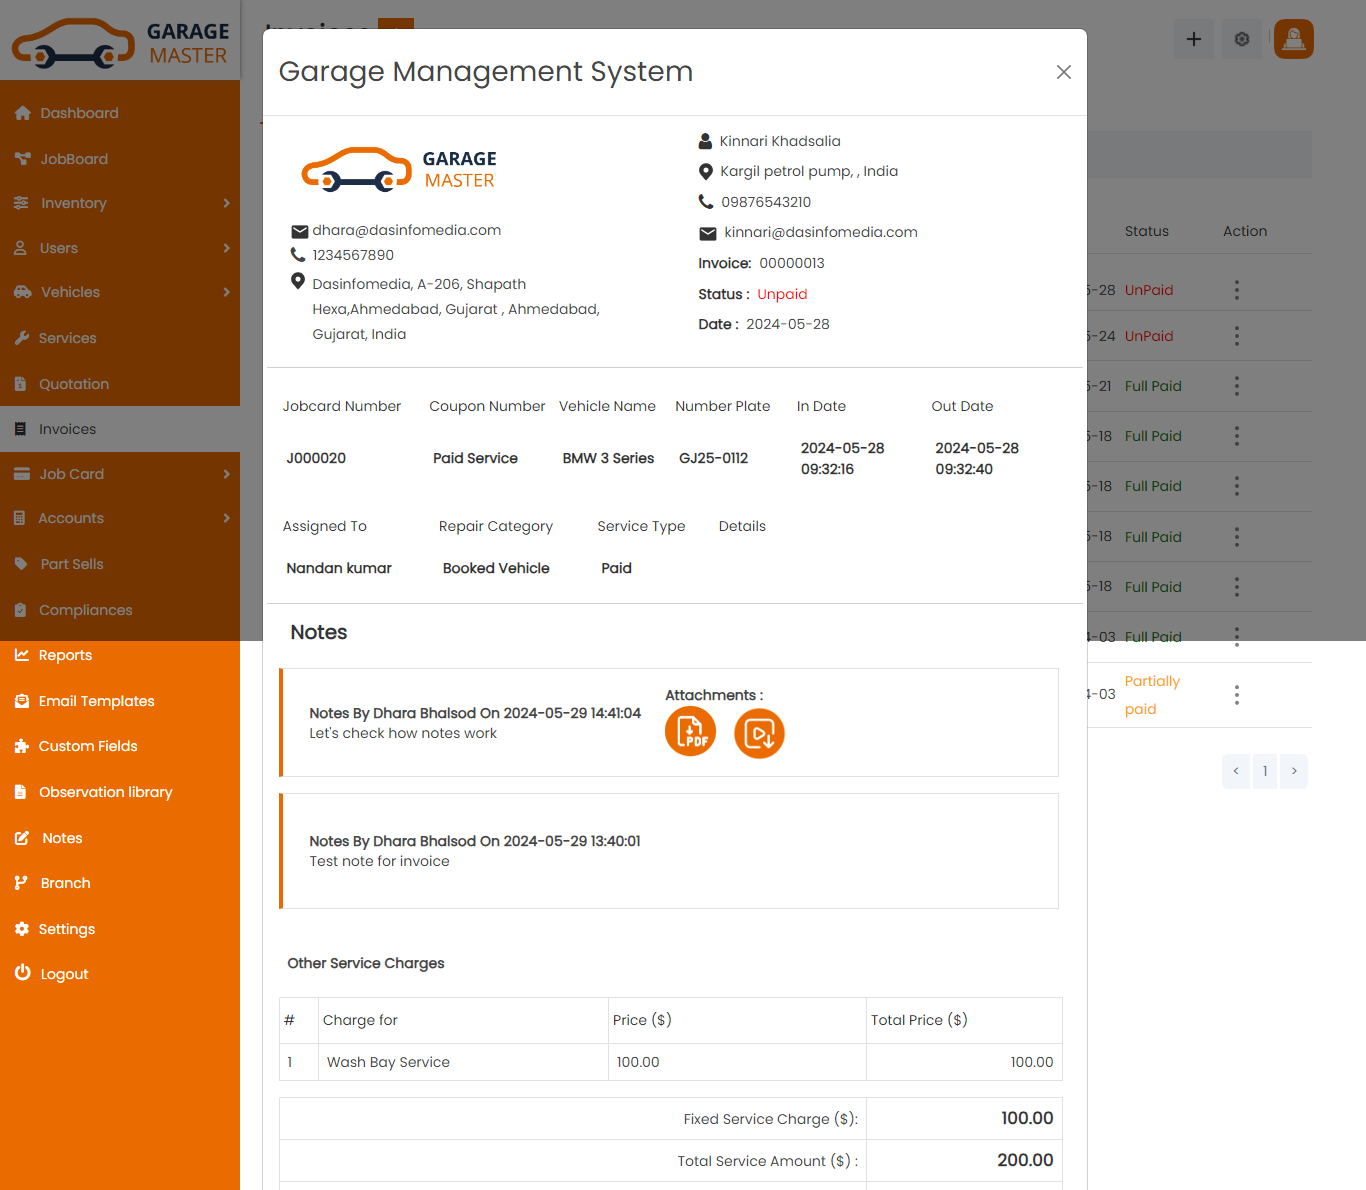 GARAGE
MASTER
Dashboard
JobBoard
Inventory
Users
Vehicles
Services
Quotation
Invoices
Job Card
Accounts
Part Sells
Compliances
Reports
Email Templates
Custom Fields
Observation library
Notes
Branch
Settings
Logout
Garage Management System
GARAGE
MASTER
dhara@dasinfomedia.com
1234567890
Dasinfomedia, A-206, Shapath
Hexa,Ahmedabad, Gujarat , Ahmedabad,
Gujarat, India
Kinnari Khadsalia
Kargil petrol pump, , India
09876543210
kinnari@dasinfomedia.com
Invoice: 00000013
Status : Unpaid
Date : 2024-05-28
Jobcard Number Coupon Number Vehicle Name Number Plate In Date Out Date
J000020 Paid Service BMW 3 Series GJ25-0112 2024-05-28 09:32:16 2024-05-28 09:32:40
Assigned To Repair Category Service Type Details
Nandan kumar Booked Vehicle Paid
Notes
Notes By Dhara Bhalsod On 2024-05-29 14:41:04
Let's check how notes work
Attachments :
PDF
Notes By Dhara Bhalsod On 2024-05-29 13:40:01
Test note for invoice
Other Service Charges
# Charge for Price ($) Total Price ($)
1 Wash Bay Service 100.00 100.00
Fixed Service Charge ($): 100.00
Total Service Amount ($) : 200.00
Status Action
-28 UnPaid
-24 UnPaid
-21 Full Paid
-18 Full Paid
-18 Full Paid
-18 Full Paid
-18 Full Paid
-03 Full Paid
-03 Partially
paid
< 1 >